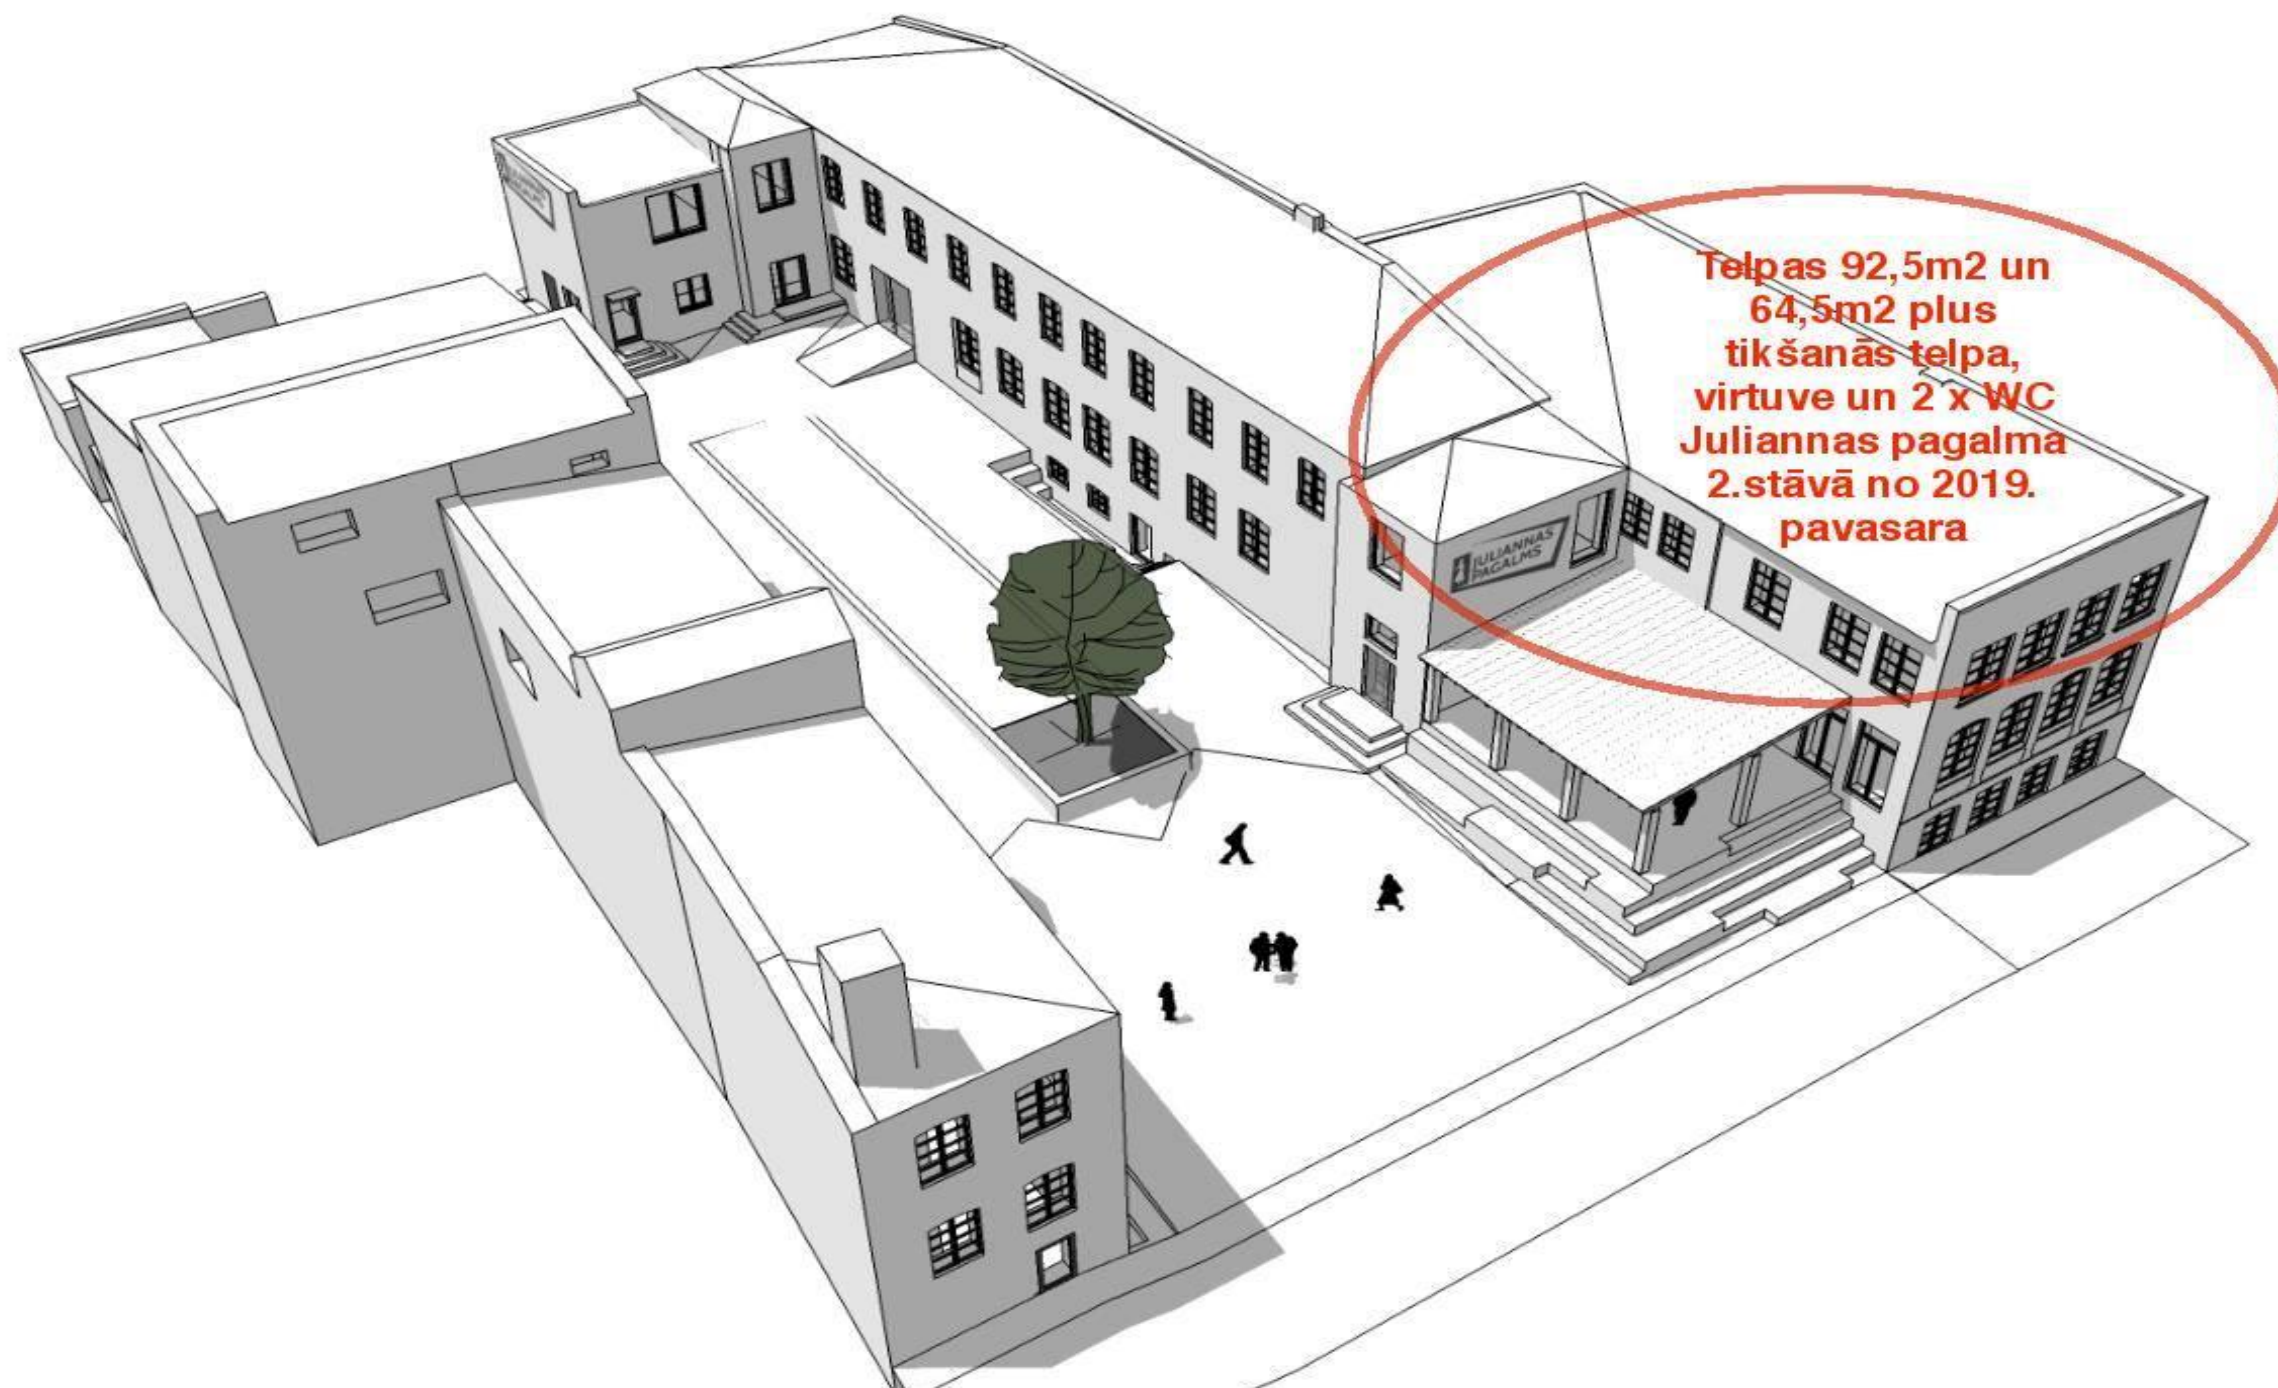 Telpas 92,5m2 un
64,5m2 plus
tikšanās telpa,
virtuve un 2 x WC
Juliannas pagalma
2.stāvā no 2019.
pavasara
JULIANNAS
PAGALMS